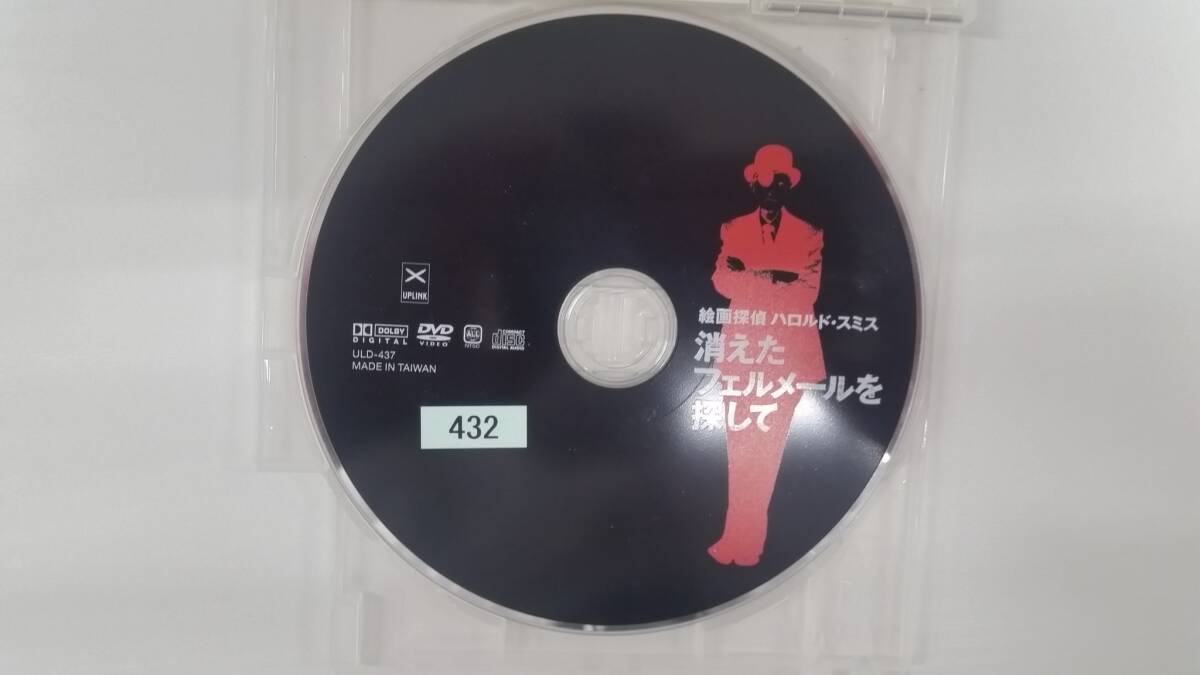 X
UPLINK
DOLBY
DIGITAL
DVD
VIDEO
ALL
NTSC
COMPACT
disc
DIGITAL AUDIO
ULD-437
MADE IN TAIWAN
432
絵画探偵 ハロルド・スミス
消えた
フェルメールを
探して